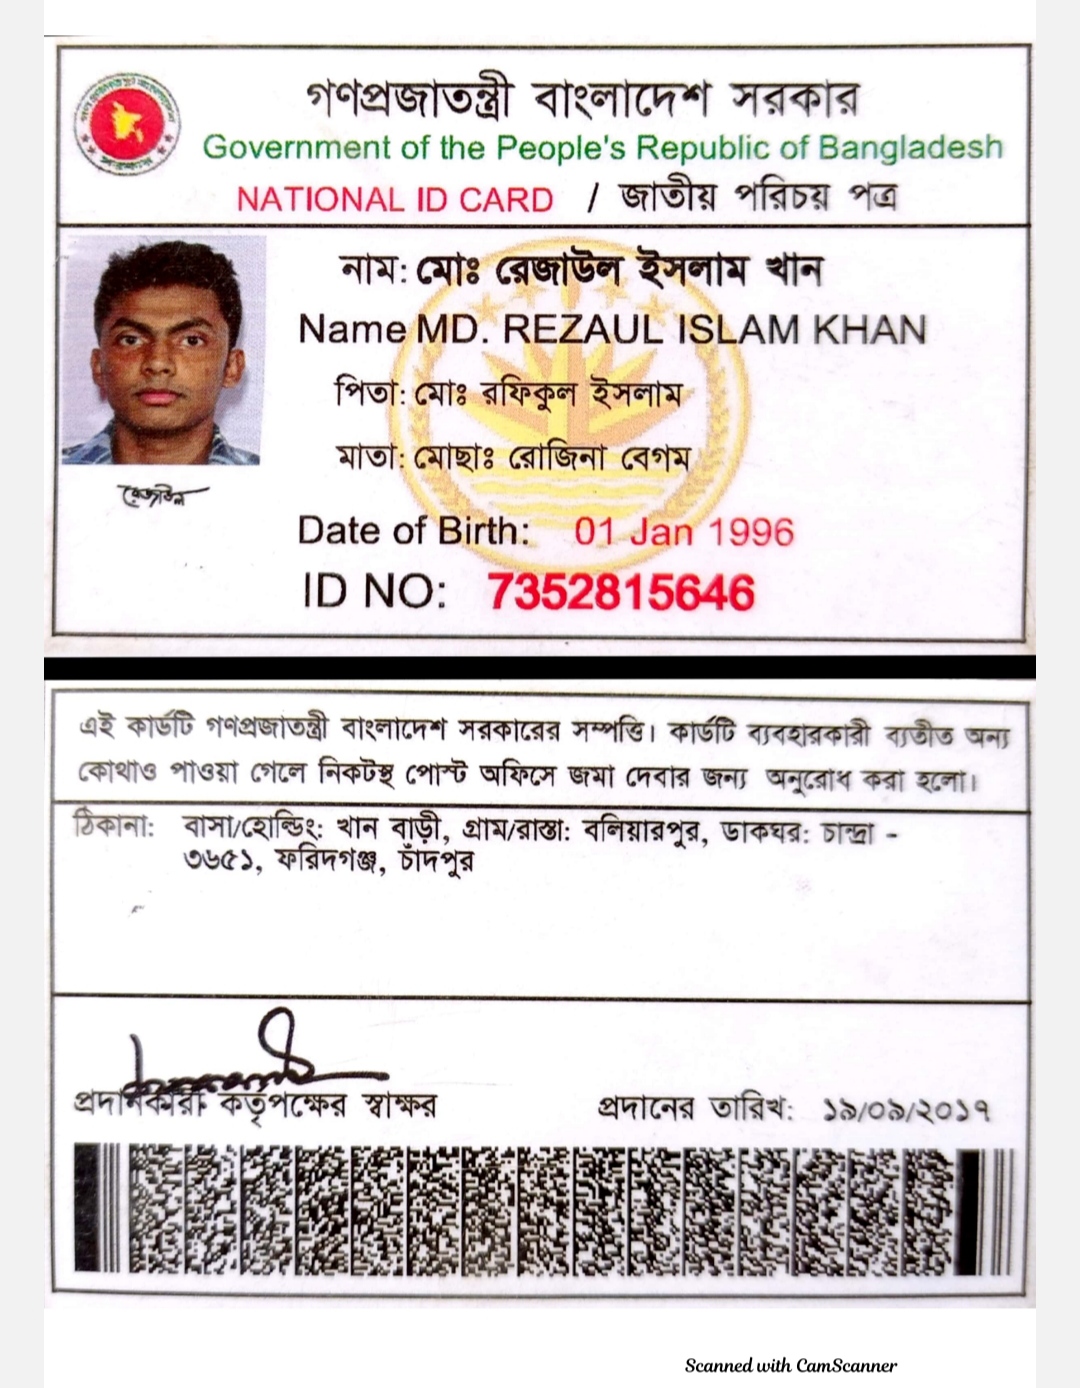 গণপ্রজাতন্ত্রী বাংলাদেশ সরকার
Government of the People's Republic of Bangladesh
NATIONAL ID CARD / জাতীয় পরিচয় পত্র
নাম: মোঃ রেজাউল ইসলাম খান
Name MD. REZAUL ISLAM KHAN
পিতা: মোঃ রফিকুল ইসলাম
মাতা: মোছাঃ রোজিনা বেগম
রেজাউল
Date of Birth: 01 Jan 1996
ID NO: 7352815646
এই কার্ডটি গণপ্রজাতন্ত্রী বাংলাদেশ সরকারের সম্পত্তি। কার্ডটি ব্যবহারকারী ব্যতীত অন্য
কোথাও পাওয়া গেলে নিকটস্থ পোস্ট অফিসে জমা দেবার জন্য অনুরোধ করা হলো।
ঠিকানা: বাসা/হোল্ডিং: খান বাড়ী, গ্রাম/রাস্তা: বলিয়ারপুর, ডাকঘর: চান্দ্রা -
৩৬৫১, ফরিদগঞ্জ, চাঁদপুর
প্রদানকারী কর্তৃপক্ষের স্বাক্ষর
প্রদানের তারিখ: ১৯/০৯/২০১৭
Scanned with CamScanner